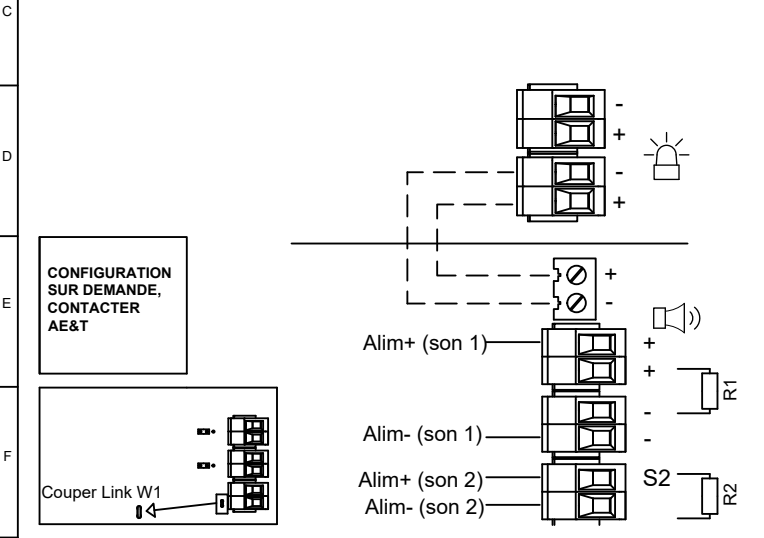 C
D
E
F
CONFIGURATION
SUR DEMANDE,
CONTACTER
AE&T
Couper Link W1
-
+
-
+
+
-
Alim+ (son 1)
+
+
R1
-
Alim- (son 1)
-
Alim+ (son 2)
S2
R2
Alim- (son 2)